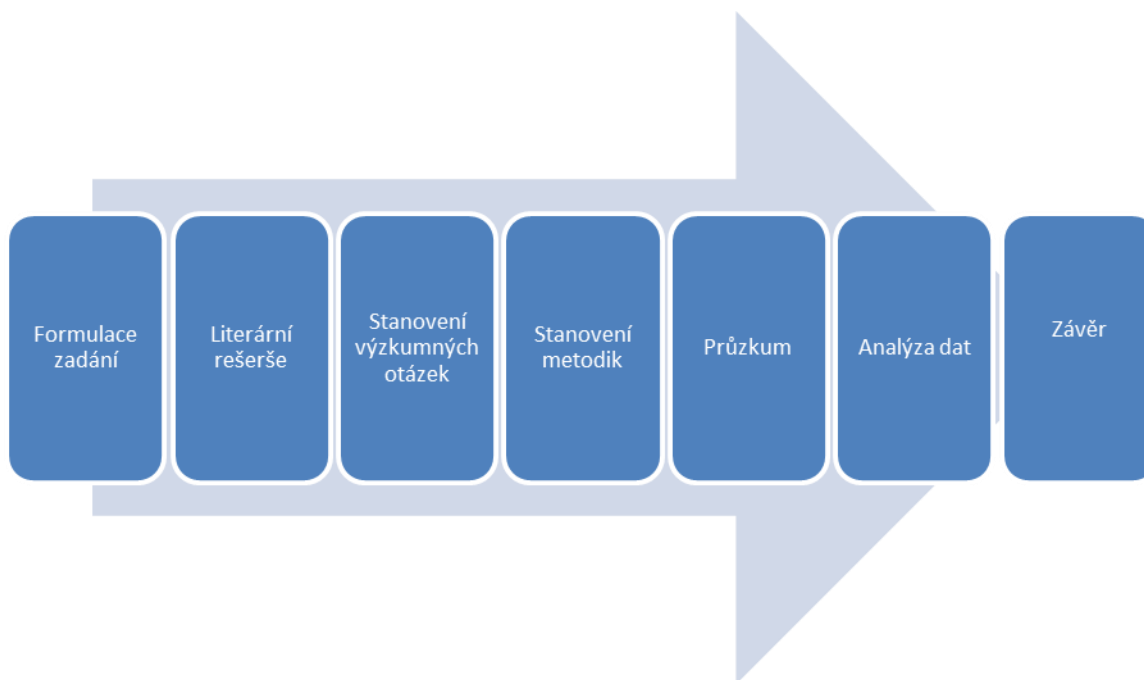 Formulace
zadání
Literární
rešerše
Stanovení
výzkumných
otázek
Stanovení
metodik
Průzkum
Analýza dat
Závěr